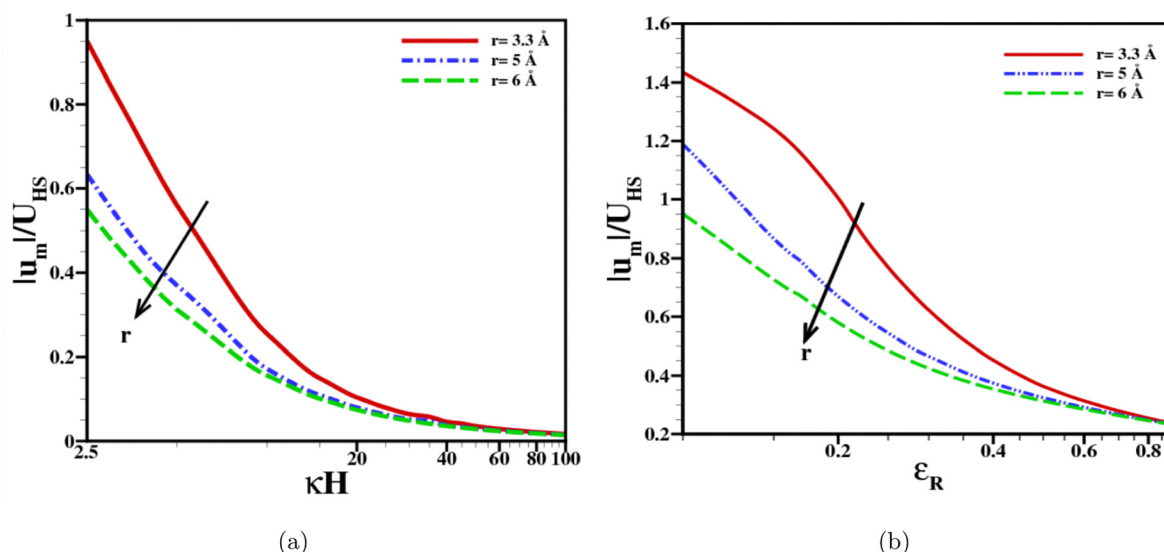 1
0.8
0.6
0.4
0.2
0
|u_m|/U_HS
r= 3.3 Å
r= 5 Å
r= 6 Å
r
2.5 20 40 60 80 100
κH
(a)
1.6
1.4
1.2
1
0.8
0.6
0.4
0.2
|u_m|/U_HS
r= 3.3 Å
r= 5 Å
r= 6 Å
r
0.2 0.4 0.6 0.8
ε_R
(b)